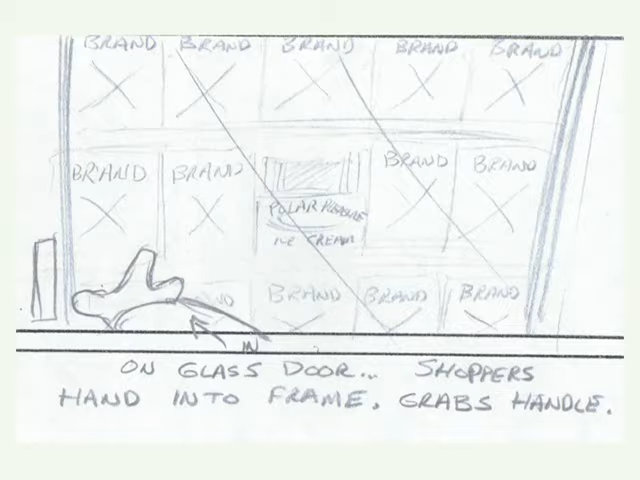 BRAND BRAND BRAND BRAND BRAND
BRAND BRAND BRAND BRAND
POLAR PLEASURE
ICE CREAM
BRAND BRAND BRAND
IN
ON GLASS DOOR... SHOPPERS
HAND INTO FRAME. GRABS HANDLE.